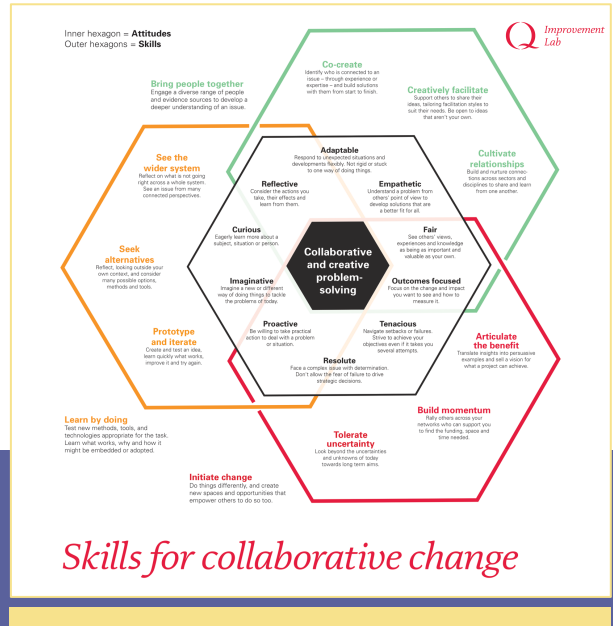 Inner hexagon = Attitudes
Outer hexagons = Skills
Improvement
Lab
Co-create
Identify who is connected to an
issue – through experience or
expertise – and build solutions
with them from start to finish.
Bring people together
Engage a diverse range of people
and evidence sources to develop a
deeper understanding of an issue.
Creatively facilitate
Support others to share their
ideas, tailoring facilitation styles to
suit their needs. Be open to ideas
that aren't your own.
Cultivate
relationships
Build and nurture connec-
tions across sectors and
disciplines to share and learn
from one another.
See the
wider system
Reflect on what is not going
right across a whole system.
See an issue from many
connected perspectives.
Adaptable
Respond to unexpected situations and
developments flexibly. Not rigid or stuck
to one way of doing things.
Reflective
Consider the actions you
take, their effects and
learn from them.
Empathetic
Understand a problem from
others' point of view to
develop solutions that are
a better fit for all.
Curious
Eagerly learn more about a
subject, situation or person.
Fair
See others' views,
experiences and knowledge
as being as important and
valuable as your own.
Collaborative
and creative
problem-
solving
Seek
alternatives
Reflect, looking outside your
own context, and consider
many possible options,
methods and tools.
Imaginative
Imagine a new or different
way of doing things to tackle
the problems of today.
Outcomes focused
Focus on the change and impact
you want to see and how to
measure it.
Prototype
and iterate
Create and test an idea,
learn quickly what works,
improve it and try again.
Proactive
Be willing to take practical
action to deal with a problem
or situation.
Tenacious
Navigate setbacks or failures.
Strive to achieve your
objectives even if it takes you
several attempts.
Resolute
Face a complex issue with determination.
Don't allow the fear of failure to drive
strategic decisions.
Articulate
the benefit
Translate insights into persuasive
examples and sell a vision for
what a project can achieve.
Learn by doing
Test new methods, tools, and
technologies appropriate for the task.
Learn what works, why and how it
might be embedded or adopted.
Build momentum
Rally others across your
networks who can support you
to find the funding, space and
time needed.
Tolerate
uncertainty
Look beyond the uncertainties
and unknowns of today
towards long term aims.
Initiate change
Do things differently, and create
new spaces and opportunities that
empower others to do so too.
Skills for collaborative change